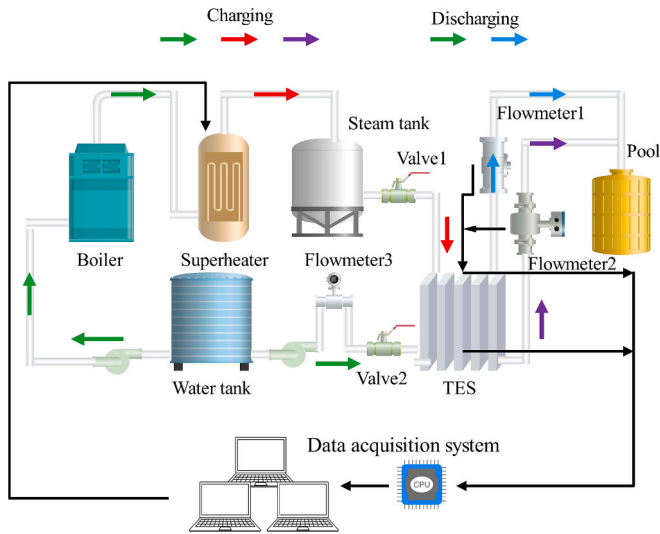 Charging
Discharging
Flowmeter1
Steam tank
Valve1
Pool
Boiler
Superheater
Flowmeter3
Flowmeter2
Water tank
Valve2
TES
Data acquisition system
CPU